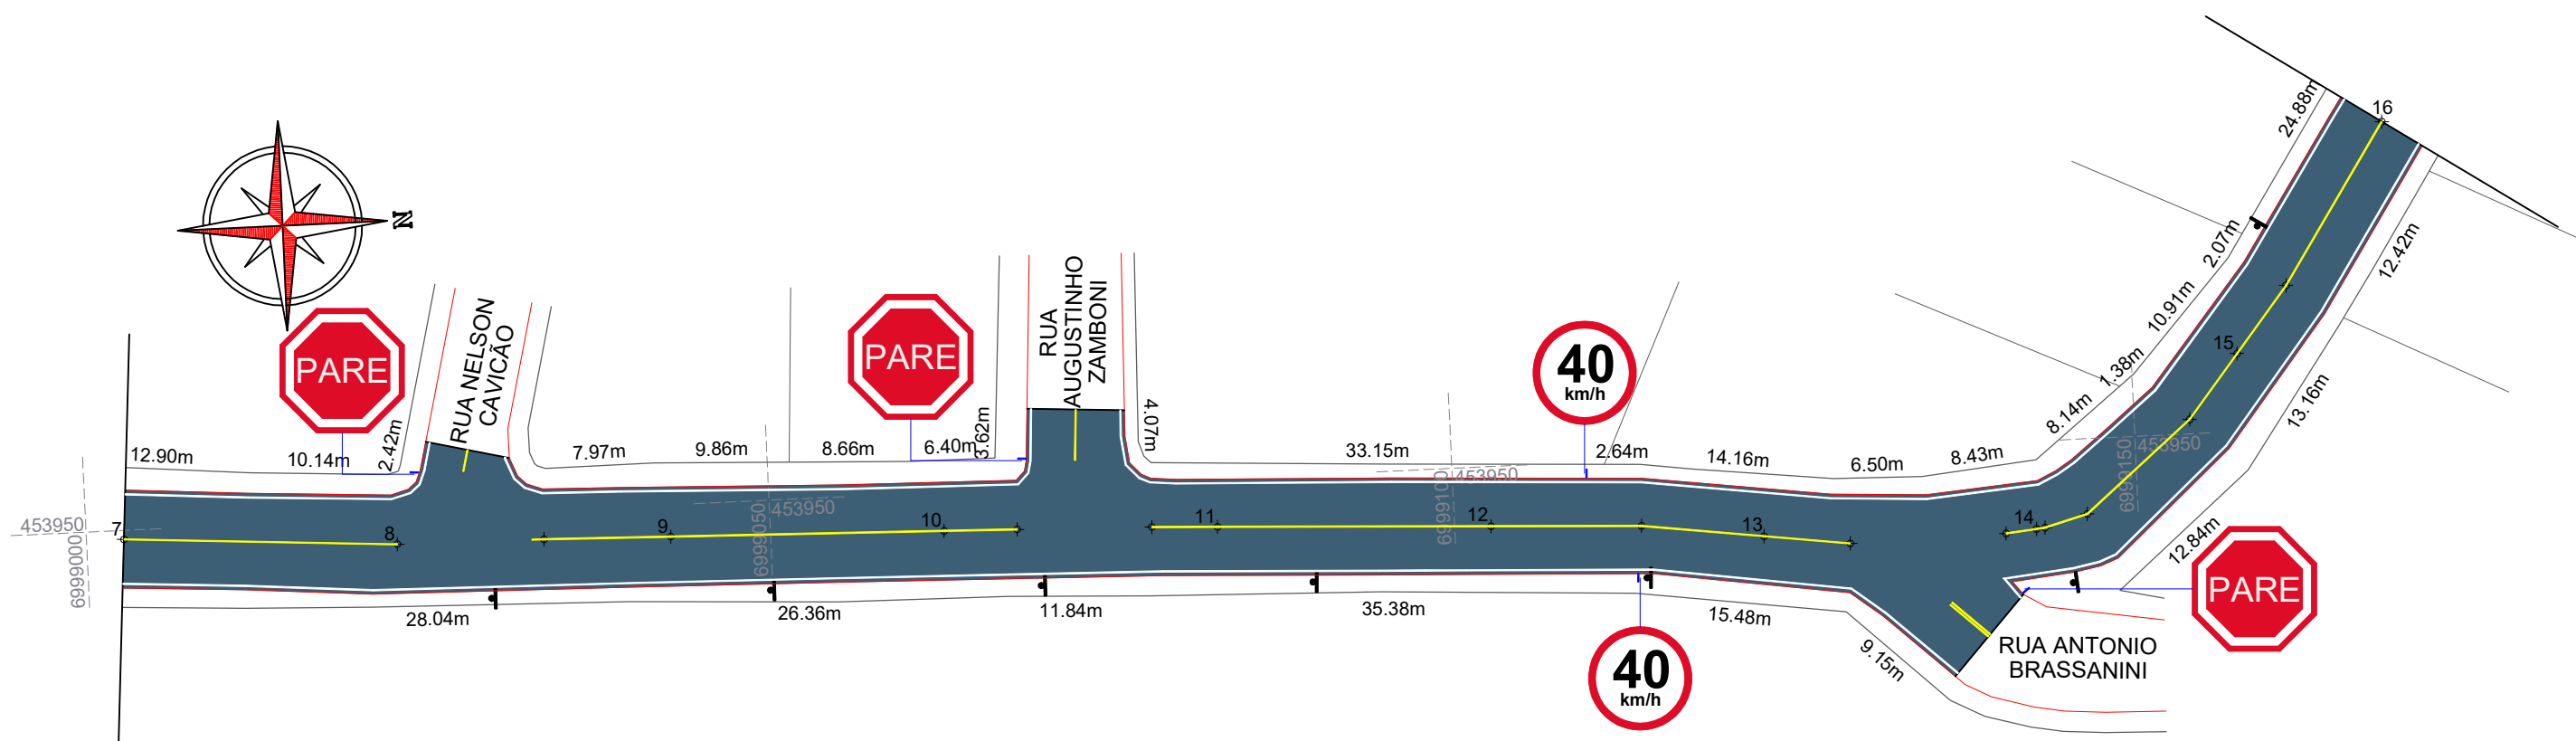 16
24.88m
2.07m
12.42m
N
RUA
AUGUSTINHO
ZAMBONI
10.91m
RUA NELSON
CAVICÃO
PARE
PARE
40
km/h
15
1.38m
13.16m
8.14m
12.90m
10.14m
2.42m
7.97m
9.86m
8.66m
6.40m
3.62m
4.07m
33.15m
2.64m
14.16m
6.50m
8.43m
453950
453950
453950
453950
6999000
6999050
6999100
6999150
7
8
9
10
11
12
13
14
12.84m
PARE
28.04m
26.36m
11.84m
35.38m
15.48m
9.15m
RUA ANTONIO
BRASSANINI
40
km/h